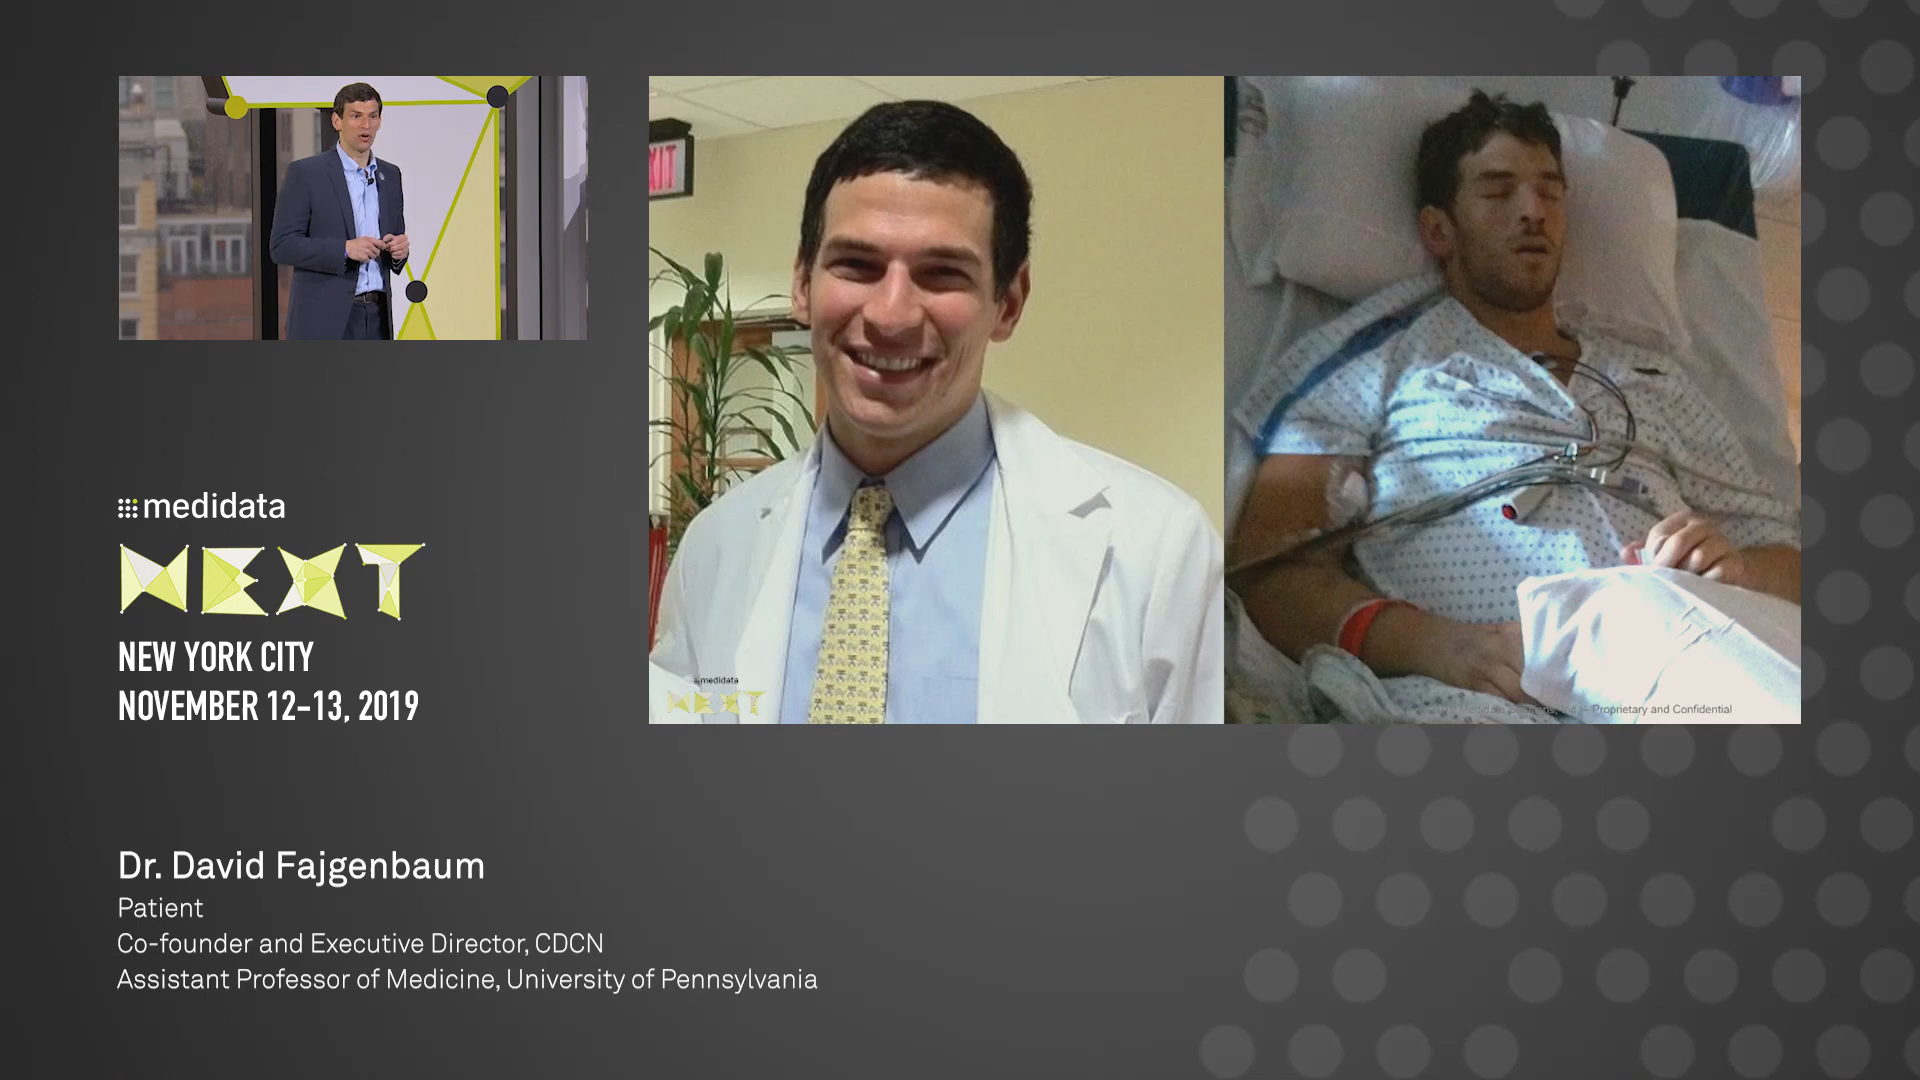 EXIT
medidata
NEXT
NEW YORK CITY
NOVEMBER 12-13, 2019
medidata
NEXT
Proprietary and Confidential
Dr. David Fajgenbaum
Patient
Co-founder and Executive Director, CDCN
Assistant Professor of Medicine, University of Pennsylvania